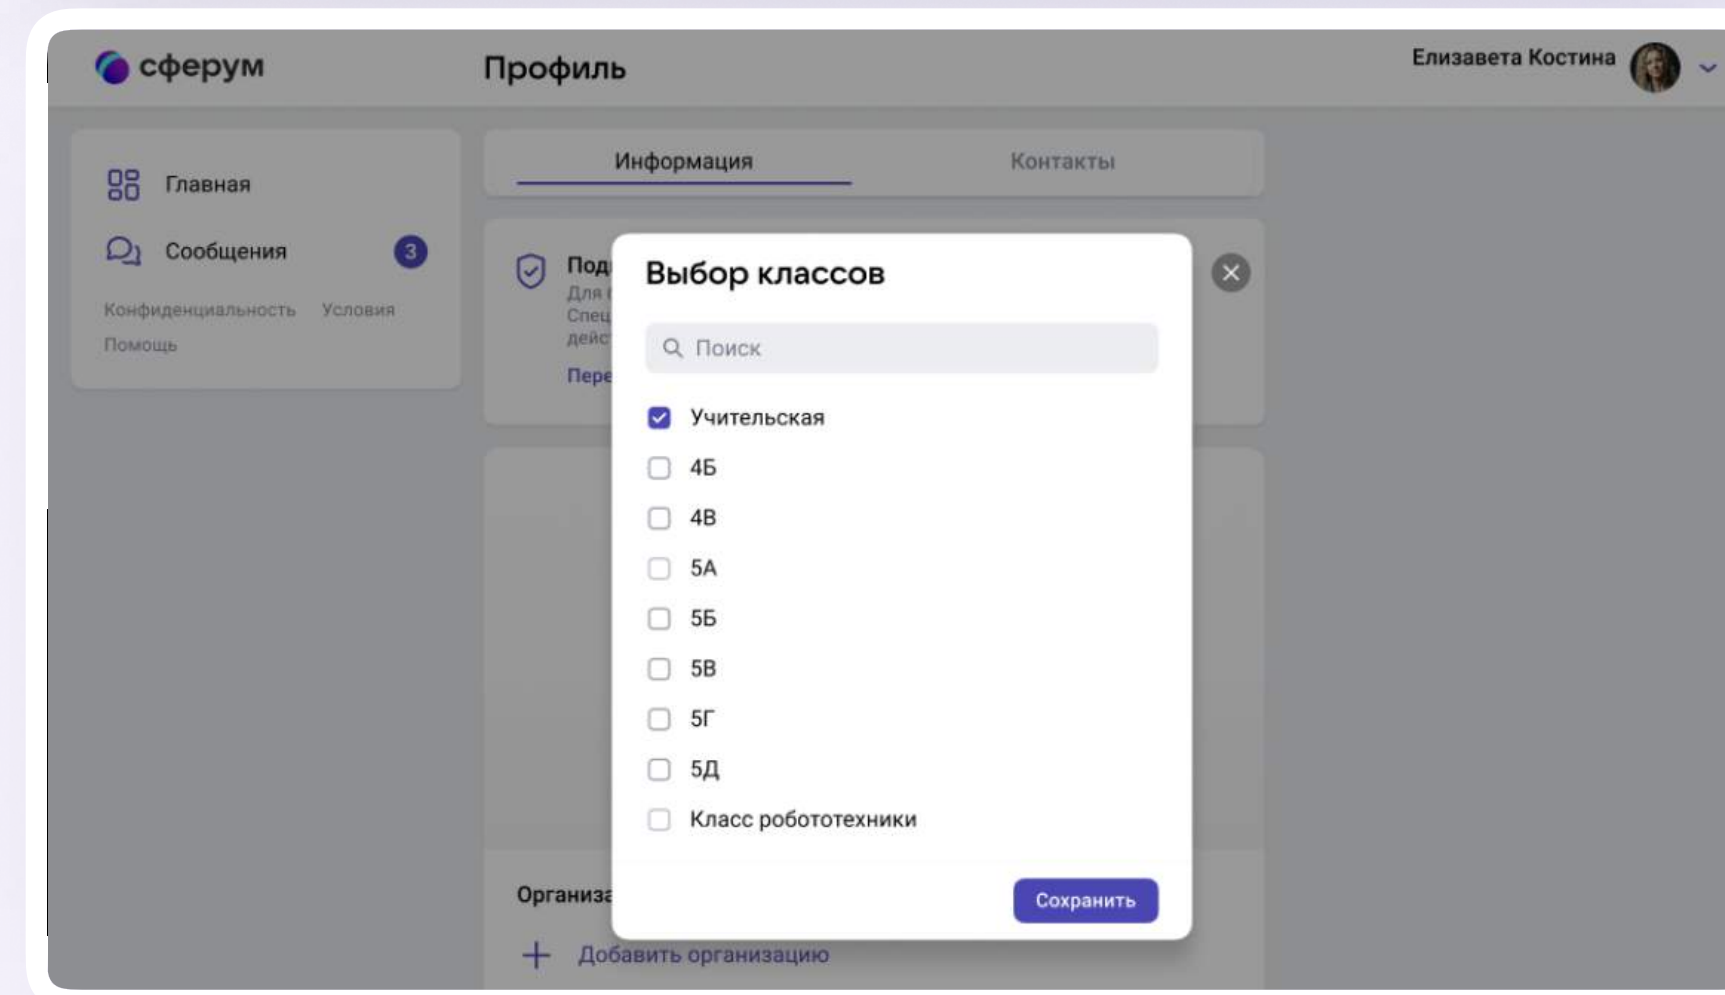 сферум
Профиль
Елизавета Костина
Главная
Сообщения
3
Конфиденциальность Условия
Помощь
Информация
Контакты
Выбор классов
Поиск
Учительская
4Б
4В
5А
5Б
5В
5Г
5Д
Класс робототехники
Сохранить
Для
Добавить организацию